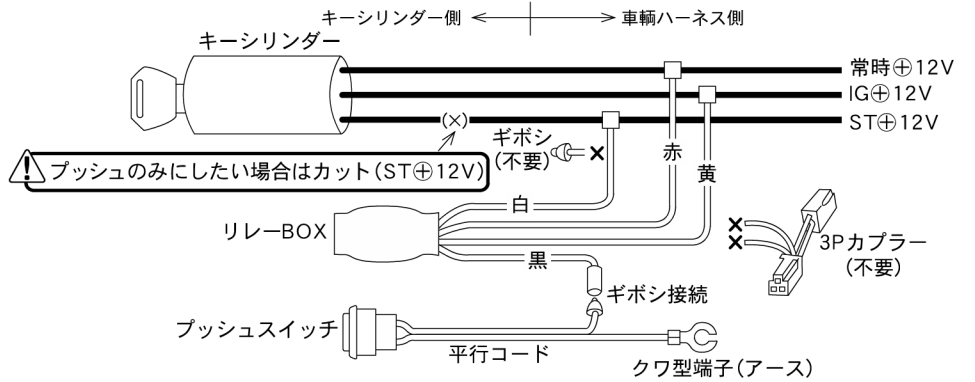 キーシリンダー側
車輌ハーネス側
キーシリンダー
常時⊕12V
IG⊕12V
ST⊕12V
(×)
ギボシ
(不要)
プッシュのみにしたい場合はカット(ST⊕12V)
赤
黄
白
リレーBOX
黒
3Pカプラー
(不要)
ギボシ接続
プッシュスイッチ
平行コード
クワ型端子(アース)